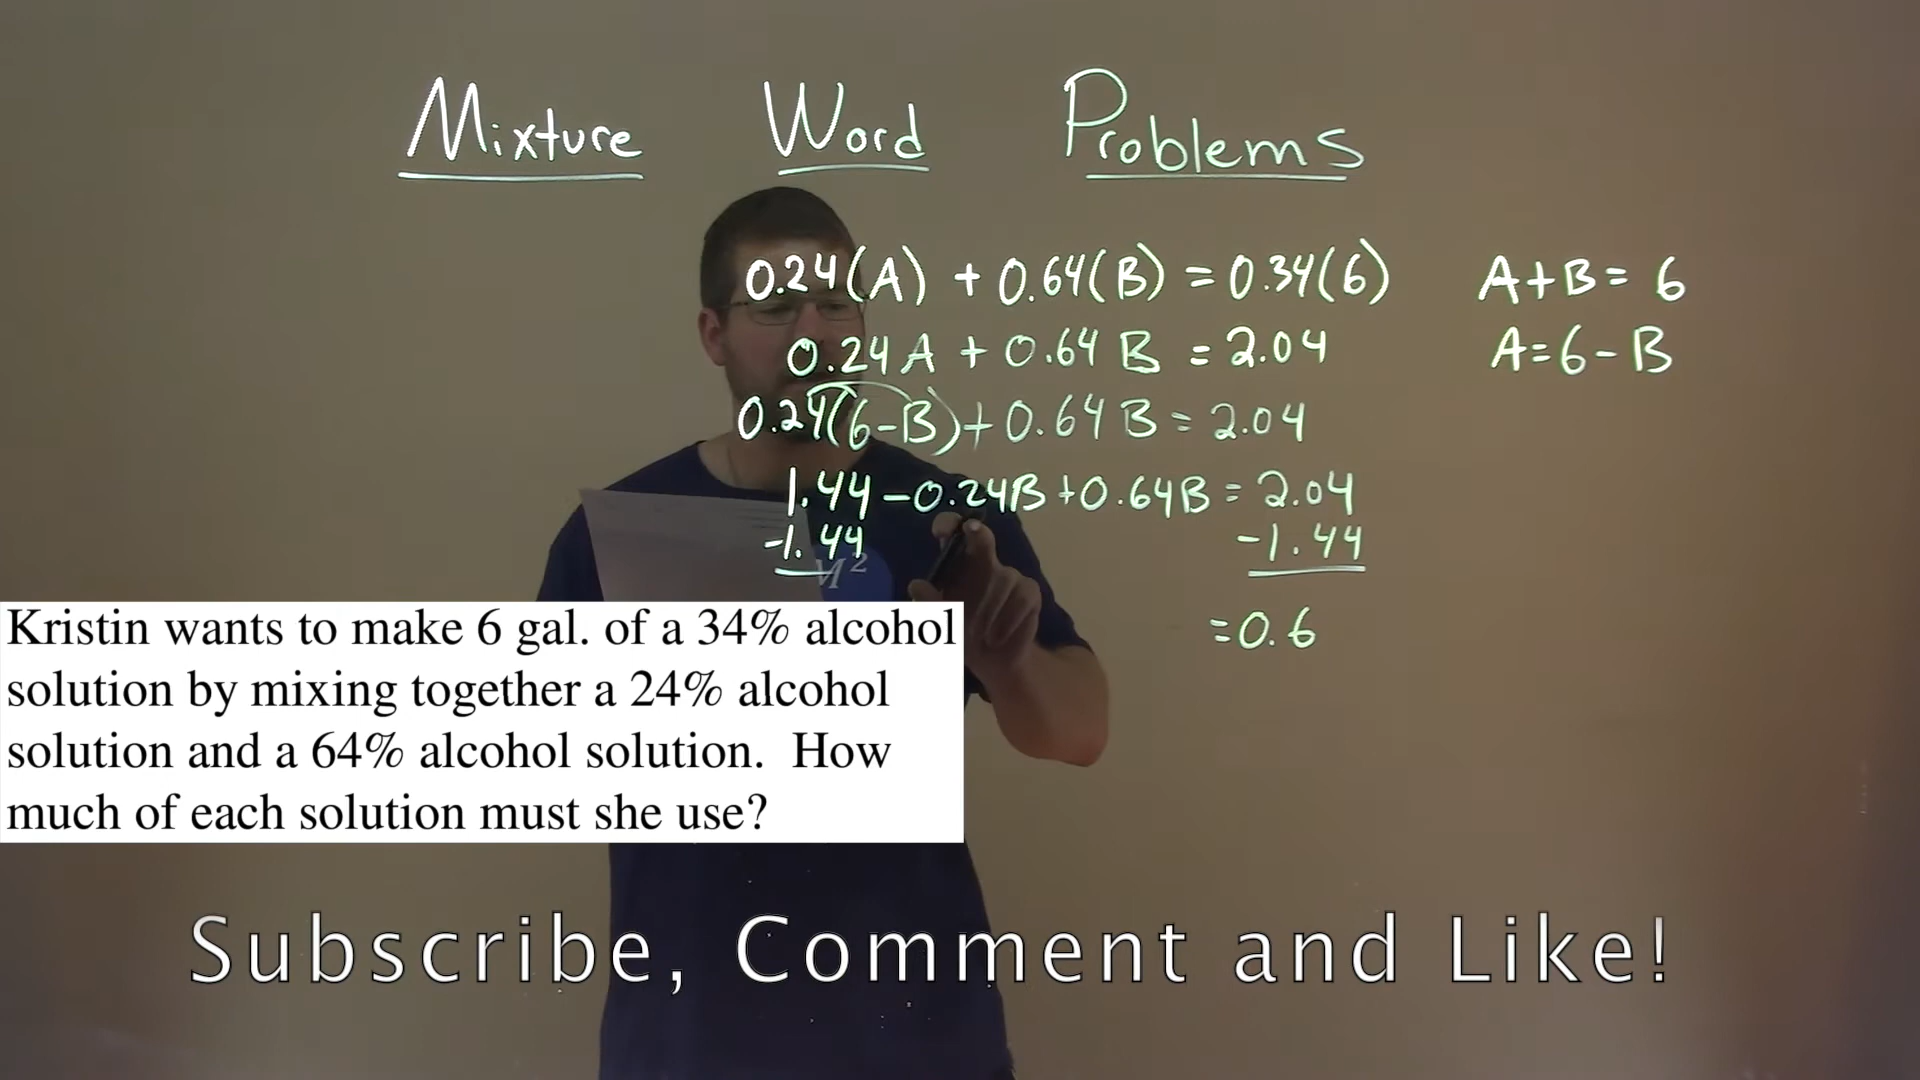 Mixture Word Problems
0.24(A) + 0.64(B) = 0.34(6) A+B= 6
0.24A + 0.64B = 2.04 A=6-B
0.24(6-B)+0.64B=2.04
1.44-0.24B+0.64B=2.04
-1.44 -1.44
=0.6
M²
Kristin wants to make 6 gal. of a 34% alcohol
solution by mixing together a 24% alcohol
solution and a 64% alcohol solution. How
much of each solution must she use?
Subscribe, Comment and Like!